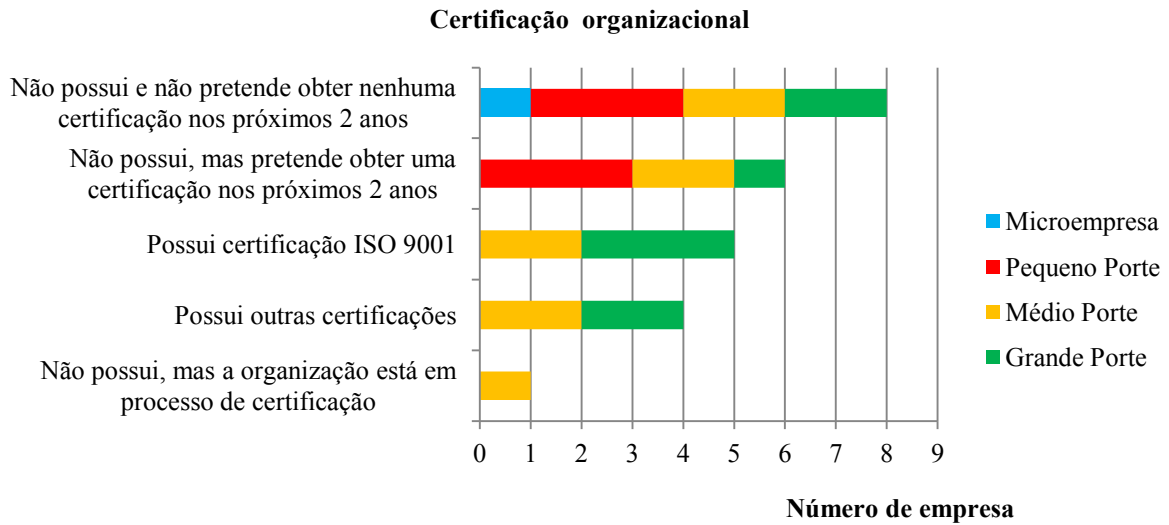 Certificação organizacional
Não possui e não pretende obter nenhuma
certificação nos próximos 2 anos
Não possui, mas pretende obter uma
certificação nos próximos 2 anos
Possui certificação ISO 9001
Possui outras certificações
Não possui, mas a organização está em
processo de certificação
0 1 2 3 4 5 6 7 8 9
Número de empresa
Microempresa
Pequeno Porte
Médio Porte
Grande Porte